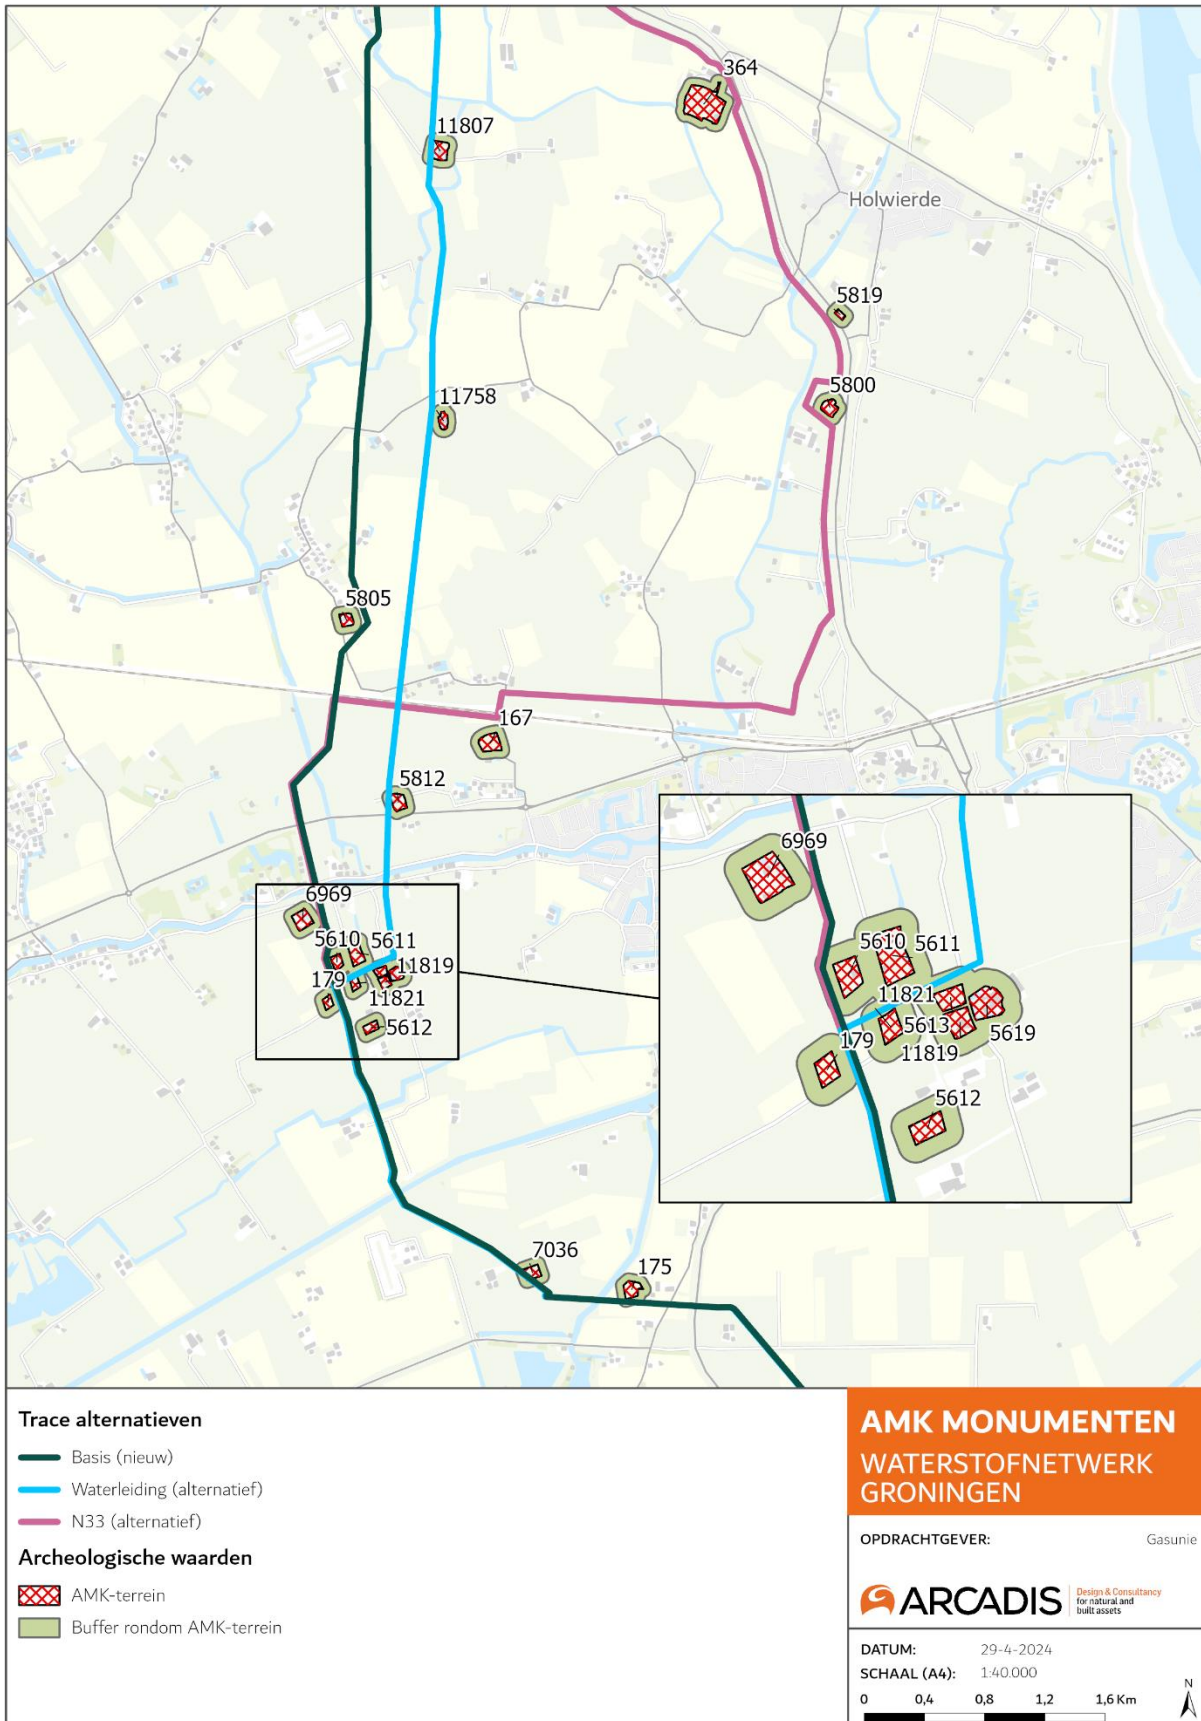 364
11807
Holwierde
5819
5800
11758
5805
167
5812
6969
5610
5611
179
11819
11821
5612
6969
5610
5611
11821
179
5613
5619
11819
5612
7036
175
Trace alternatieven
Basis (nieuw)
Waterleiding (alternatief)
N33 (alternatief)
Archeologische waarden
AMK-terrein
Buffer rondom AMK-terrein
AMK MONUMENTEN
WATERSTOFNETWERK
GRONINGEN
OPDRACHTGEVER: Gasunie
ARCADIS
Design & Consultancy
for natural and
built assets
DATUM: 29-4-2024
SCHAAL (A4): 1:40.000
0 0,4 0,8 1,2 1,6 Km
N